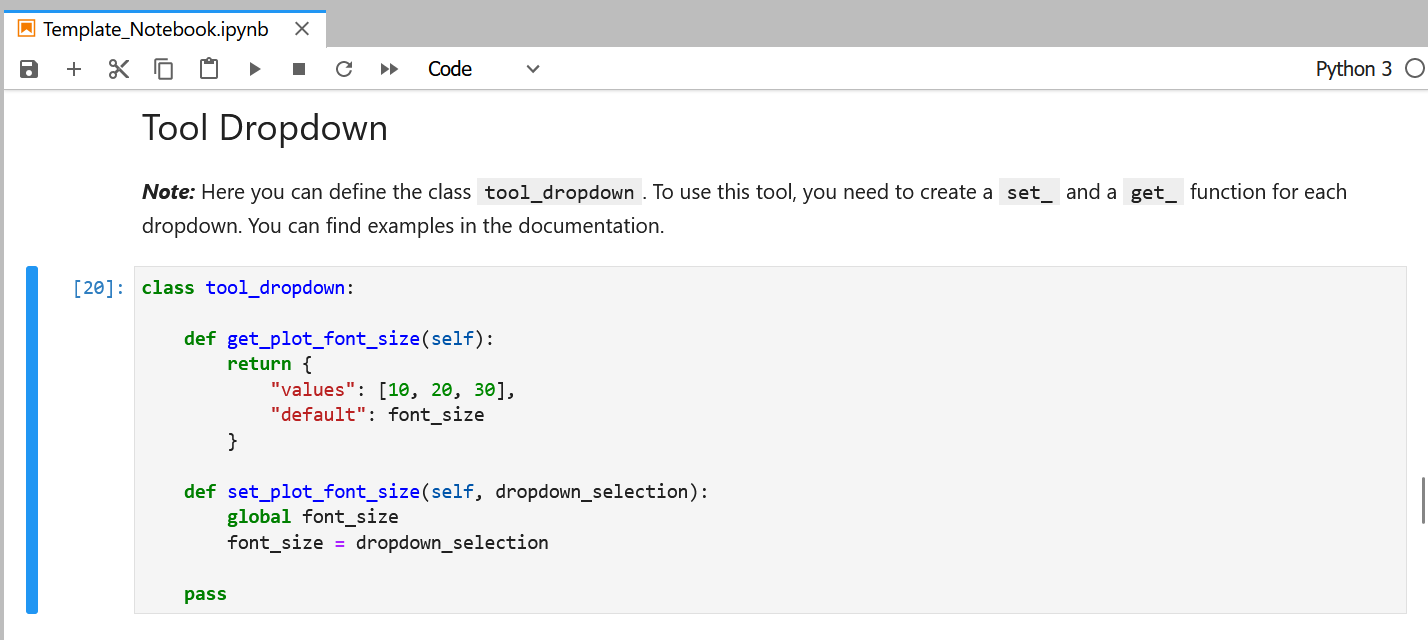 Template_Notebook.ipynb
Code
Python 3
Tool Dropdown
Note: Here you can define the class tool_dropdown. To use this tool, you need to create a set_ and a get_ function for each
dropdown. You can find examples in the documentation.
[20]:
class tool_dropdown:
    def get_plot_font_size(self):
        return {
            "values": [10, 20, 30],
            "default": font_size
        }
    def set_plot_font_size(self, dropdown_selection):
        global font_size
        font_size = dropdown_selection
    pass